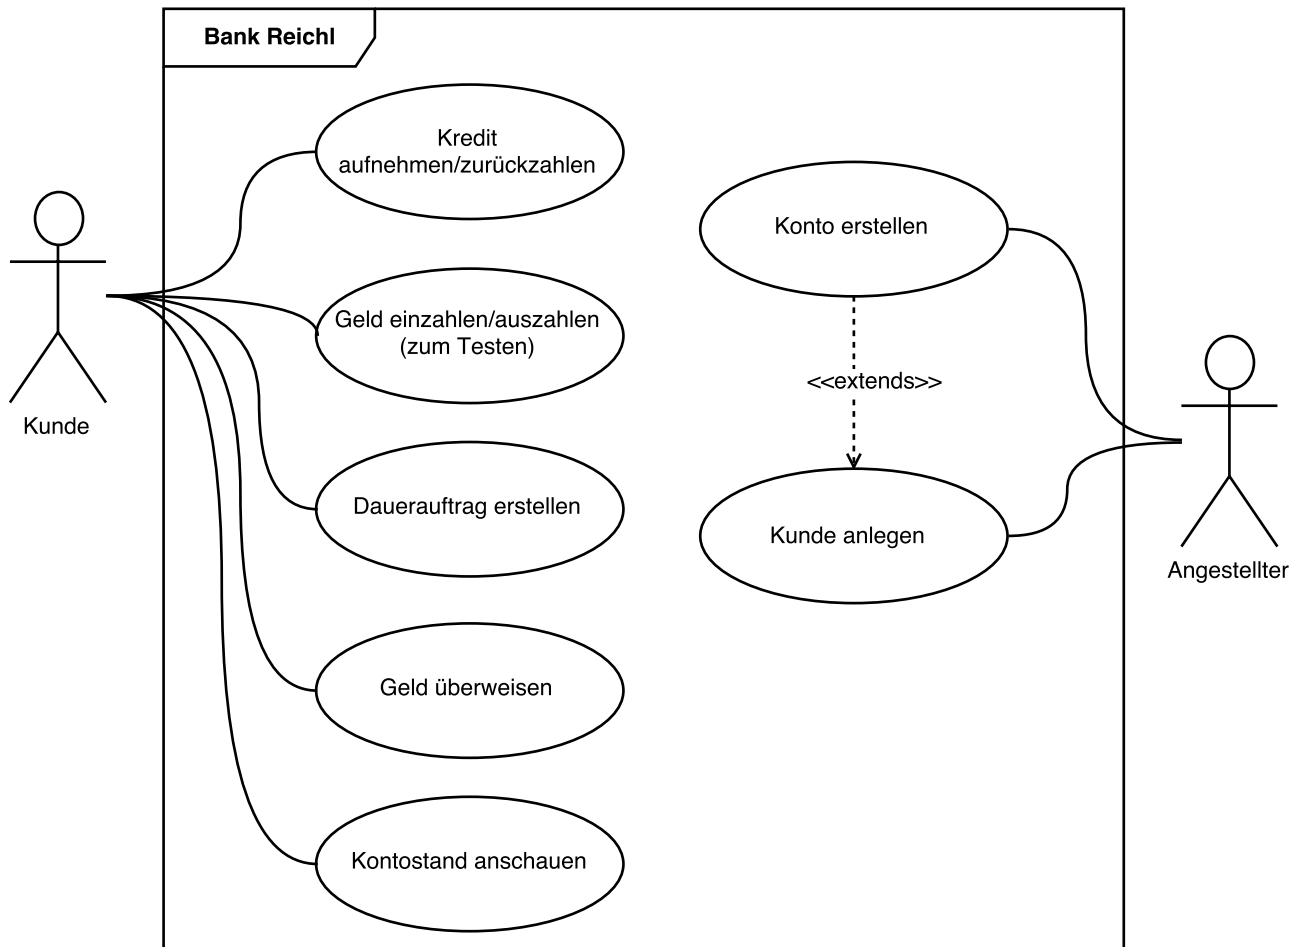 Bank Reichl
Kredit
aufnehmen/zurückzahlen
Konto erstellen
Geld einzahlen/auszahlen
(zum Testen)
<<extends>>
Kunde
Dauerauftrag erstellen
Kunde anlegen
Angestellter
Geld überweisen
Kontostand anschauen